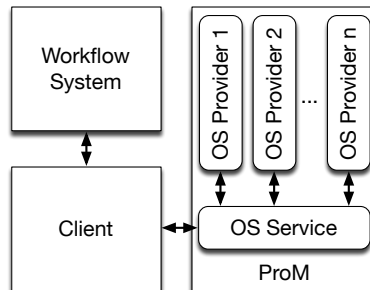 Workflow
System
OS Provider 1
OS Provider 2
...
OS Provider n
Client
OS Service
ProM